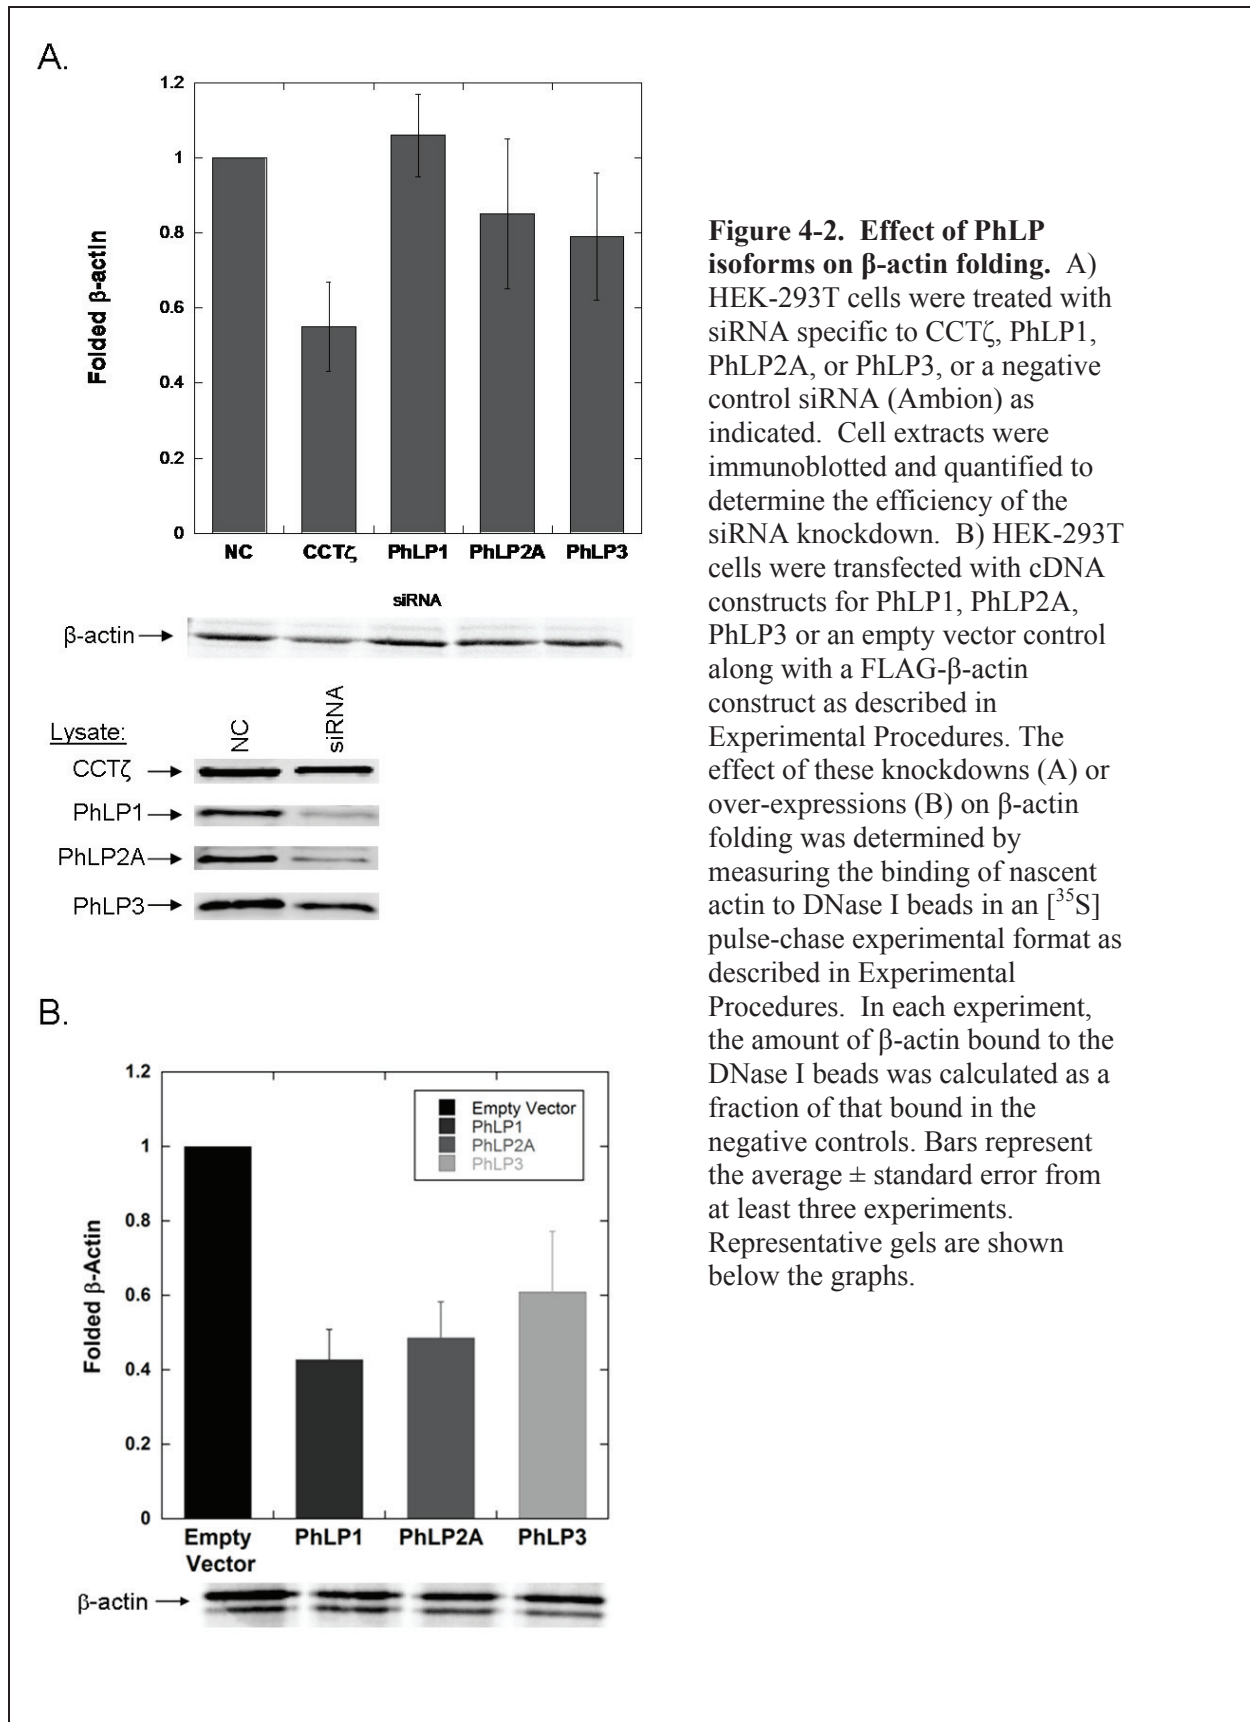 A.
1.2
1
0.8
0.6
0.4
0.2
0
Folded β-actin
NC CCTζ PhLP1 PhLP2A PhLP3
siRNA
β-actin
Lysate:
NC siRNA
CCTζ
PhLP1
PhLP2A
PhLP3
B.
1.2
1
0.8
0.6
0.4
0.2
0
Folded β-Actin
Empty Vector
PhLP1
PhLP2A
PhLP3
Empty PhLP1 PhLP2A PhLP3
Vector
β-actin
Figure 4-2. Effect of PhLP
isoforms on β-actin folding. A)
HEK-293T cells were treated with
siRNA specific to CCTζ, PhLP1,
PhLP2A, or PhLP3, or a negative
control siRNA (Ambion) as
indicated. Cell extracts were
immunoblotted and quantified to
determine the efficiency of the
siRNA knockdown. B) HEK-293T
cells were transfected with cDNA
constructs for PhLP1, PhLP2A,
PhLP3 or an empty vector control
along with a FLAG-β-actin
construct as described in
Experimental Procedures. The
effect of these knockdowns (A) or
over-expressions (B) on β-actin
folding was determined by
measuring the binding of nascent
actin to DNase I beads in an [³⁵S]
pulse-chase experimental format as
described in Experimental
Procedures. In each experiment,
the amount of β-actin bound to the
DNase I beads was calculated as a
fraction of that bound in the
negative controls. Bars represent
the average ± standard error from
at least three experiments.
Representative gels are shown
below the graphs.